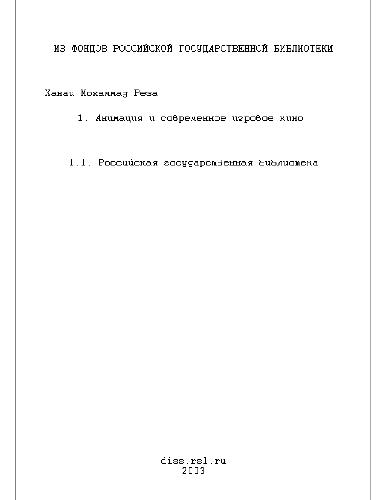 ИЗ ФОНДОВ РОССИЙСКОЙ ГОСУДАРСТВЕННОЙ БИБЛИОТЕКИ
Ханаи Мохаммад Реза
1. Анимация и современное игровое кино
1.1. Российская государственная библиотека
diss.rsl.ru
2003